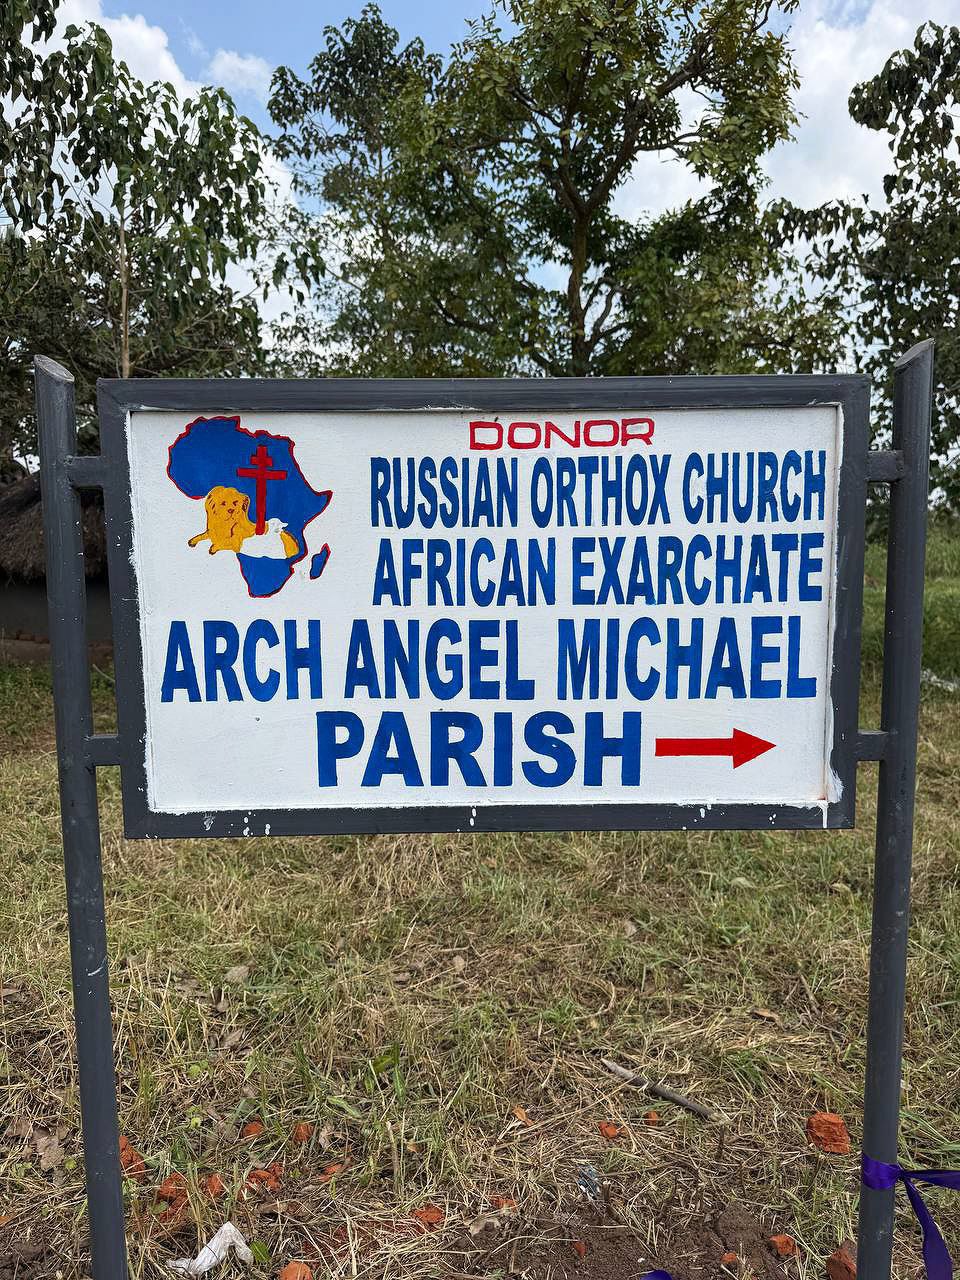 DONOR
RUSSIAN ORTHOX CHURCH
AFRICAN EXARCHATE
ARCH ANGEL MICHAEL
PARISH